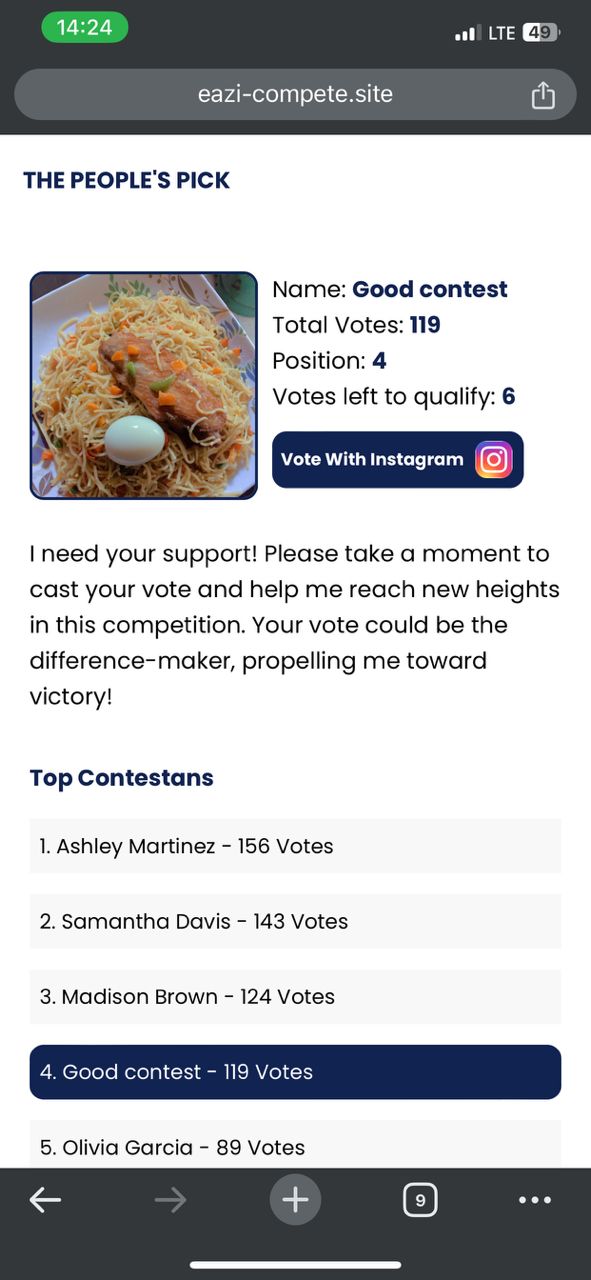 14:24
LTE 49
eazi-compete.site
THE PEOPLE'S PICK
Name: Good contest
Total Votes: 119
Position: 4
Votes left to qualify: 6
Vote With Instagram
I need your support! Please take a moment to
cast your vote and help me reach new heights
in this competition. Your vote could be the
difference-maker, propelling me toward
victory!
Top Contestans
1. Ashley Martinez - 156 Votes
2. Samantha Davis - 143 Votes
3. Madison Brown - 124 Votes
4. Good contest - 119 Votes
5. Olivia Garcia - 89 Votes
9